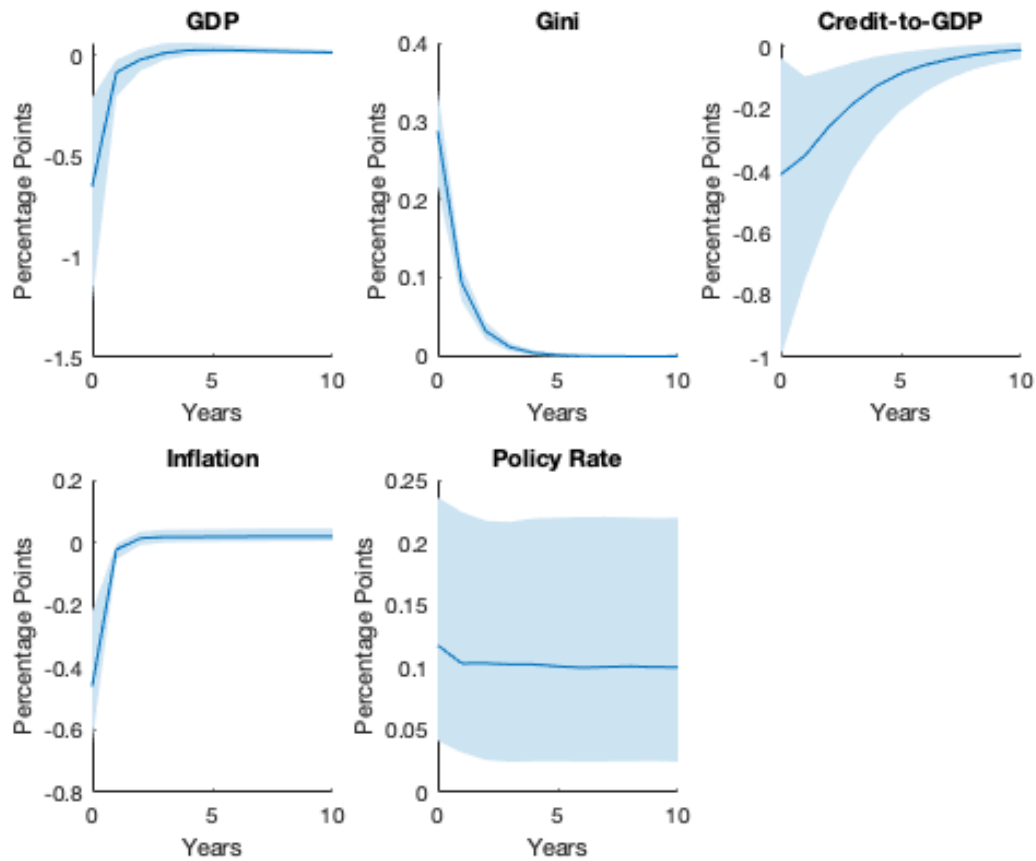 GDP
Gini
Credit-to-GDP
Percentage Points
0
-0.5
-1
-1.5
0
5
10
Years
Percentage Points
0.4
0.3
0.2
0.1
0
0
5
10
Years
Percentage Points
0
-0.2
-0.4
-0.6
-0.8
-1
0
5
10
Years
Inflation
Policy Rate
Percentage Points
0.2
0
-0.2
-0.4
-0.6
-0.8
0
5
10
Years
Percentage Points
0.25
0.2
0.15
0.1
0.05
0
0
5
10
Years